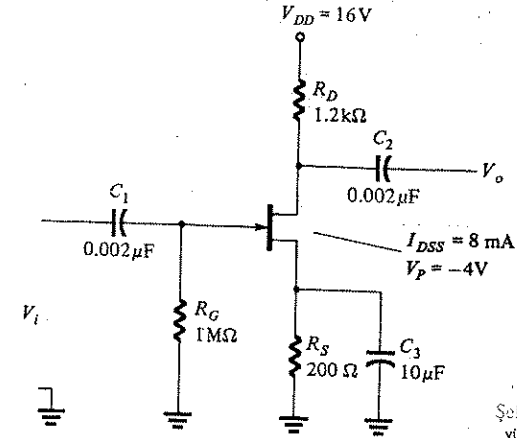 V_DD = 16V
R_D
1.2kΩ
C_2
V_o
0.002μF
C_1
0.002μF
I_DSS = 8 mA
V_P = −4V
V_i
R_G
1MΩ
R_S
200 Ω
C_3
10μF